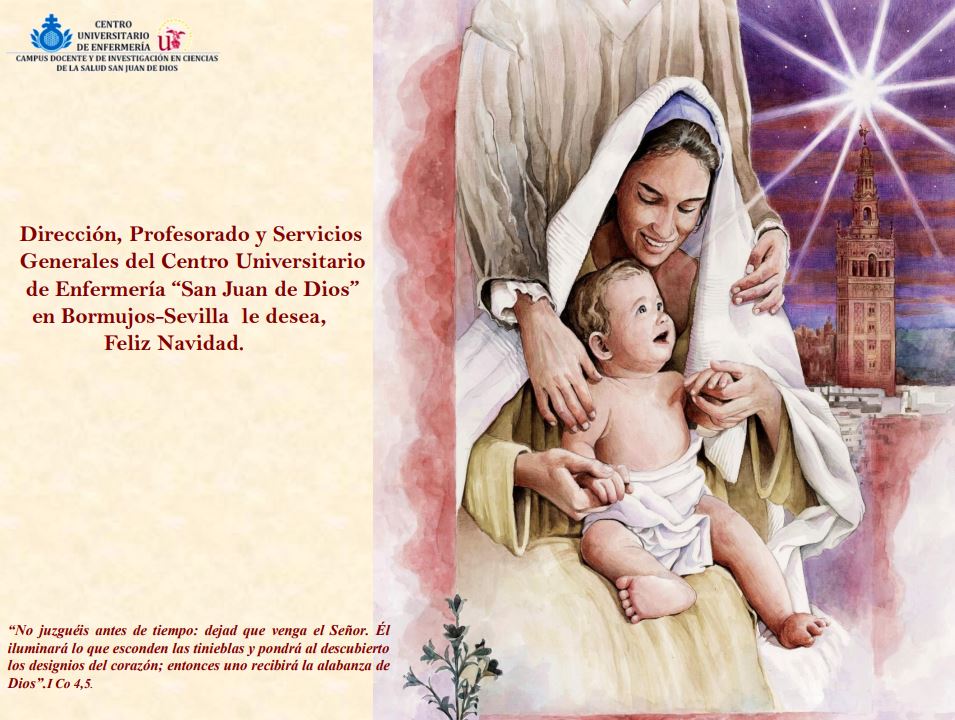 CENTRO
UNIVERSITARIO
DE ENFERMERÍA
CAMPUS DOCENTE Y DE INVESTIGACIÓN EN CIENCIAS
DE LA SALUD SAN JUAN DE DIOS
Dirección, Profesorado y Servicios
Generales del Centro Universitario
de Enfermería “San Juan de Dios”
en Bormujos-Sevilla le desea,
Feliz Navidad.
“No juzguéis antes de tiempo: dejad que venga el Señor. Él
iluminará lo que esconden las tinieblas y pondrá al descubierto
los designios del corazón; entonces uno recibirá la alabanza de
Dios”.I Co 4,5.